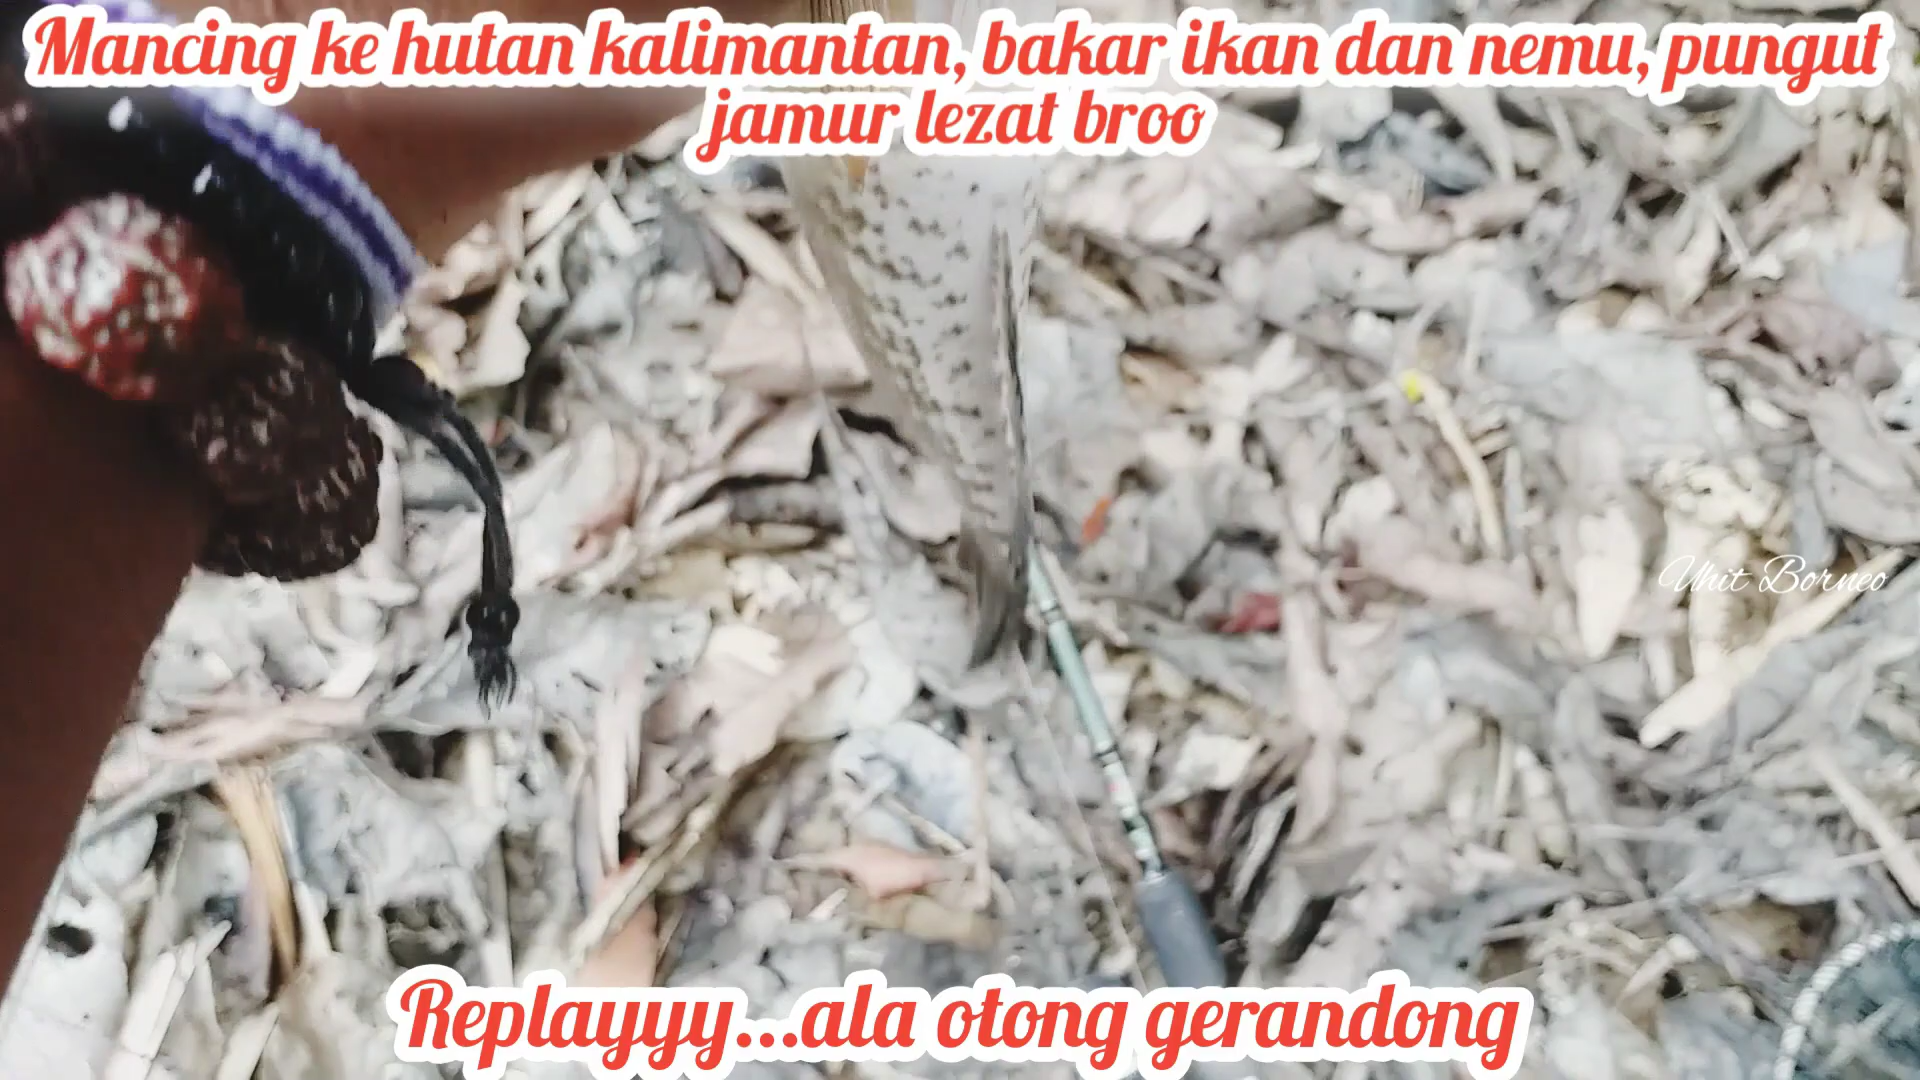 Mancing ke hutan kalimantan, bakar ikan dan nemu, pungut
jamur lezat broo
Uhit Borneo
Replayyy...ala otong gerandong